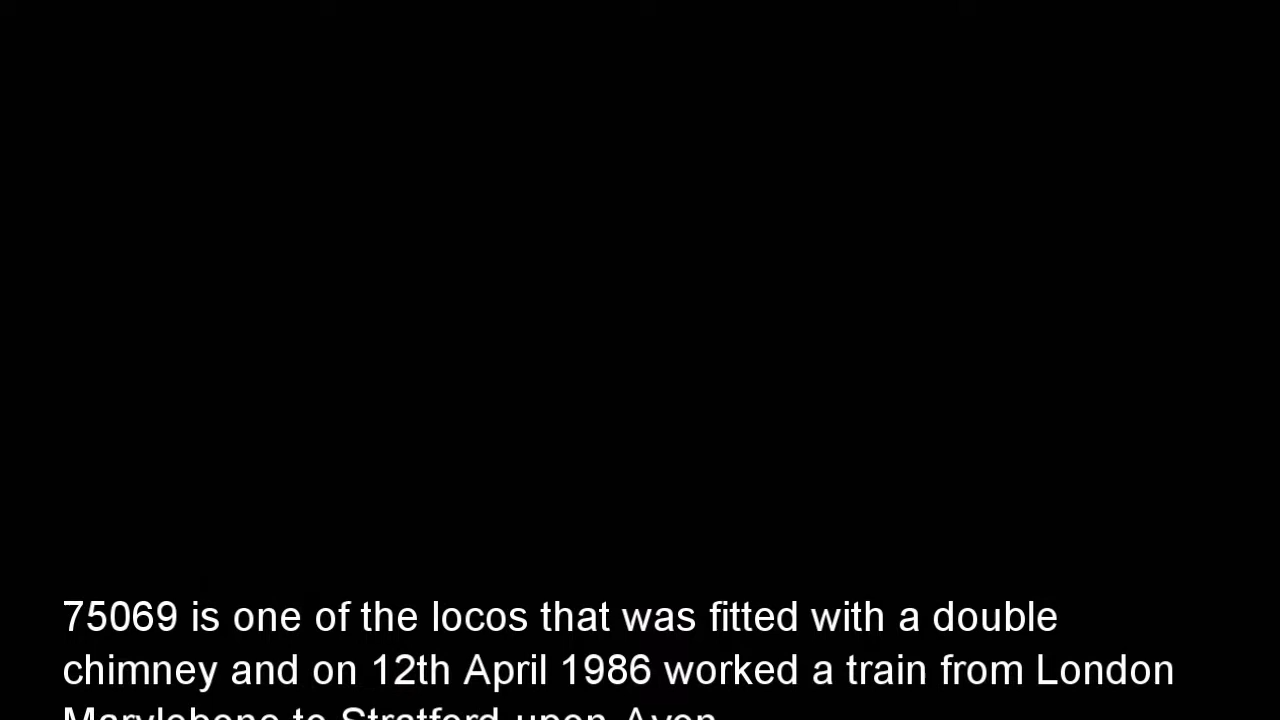 75069 is one of the locos that was fitted with a double
chimney and on 12th April 1986 worked a train from London
Marylebone to Stratford-upon-Avon